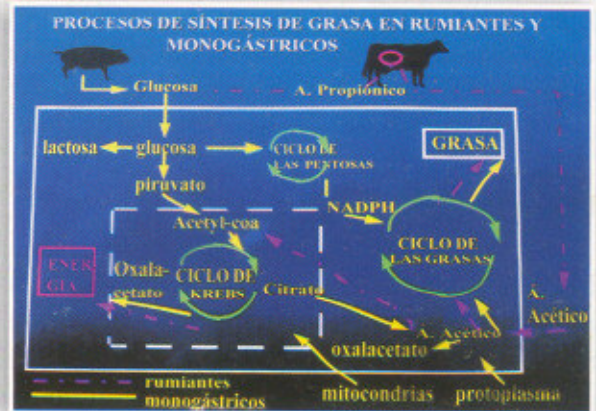 PROCESOS DE SÍNTESIS DE GRASA EN RUMIANTES Y
MONOGÁSTRICOS
Glucosa
A. Propiónico
lactosa
glucosa
CICLO DE
LAS PENTOSAS
GRASA
piruvato
NADPH
Acetyl-coa
CICLO DE
LAS GRASAS
ENER
GIA
Oxala-
cetato
CICLO DE
KREBS
Citrato
Á.
Acético
A. Acético
oxalacetato
rumiantes
monogástricos
mitocondrias
protoplasma